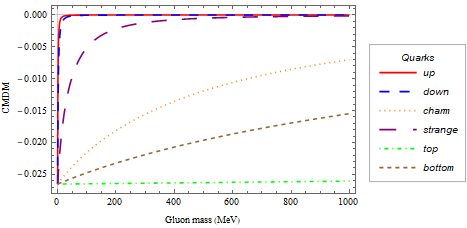 0.000
-0.005
-0.010
-0.015
-0.020
-0.025
CMDM
0 200 400 600 800 1000
Gluon mass (MeV)
Quarks
up
down
charm
strange
top
bottom